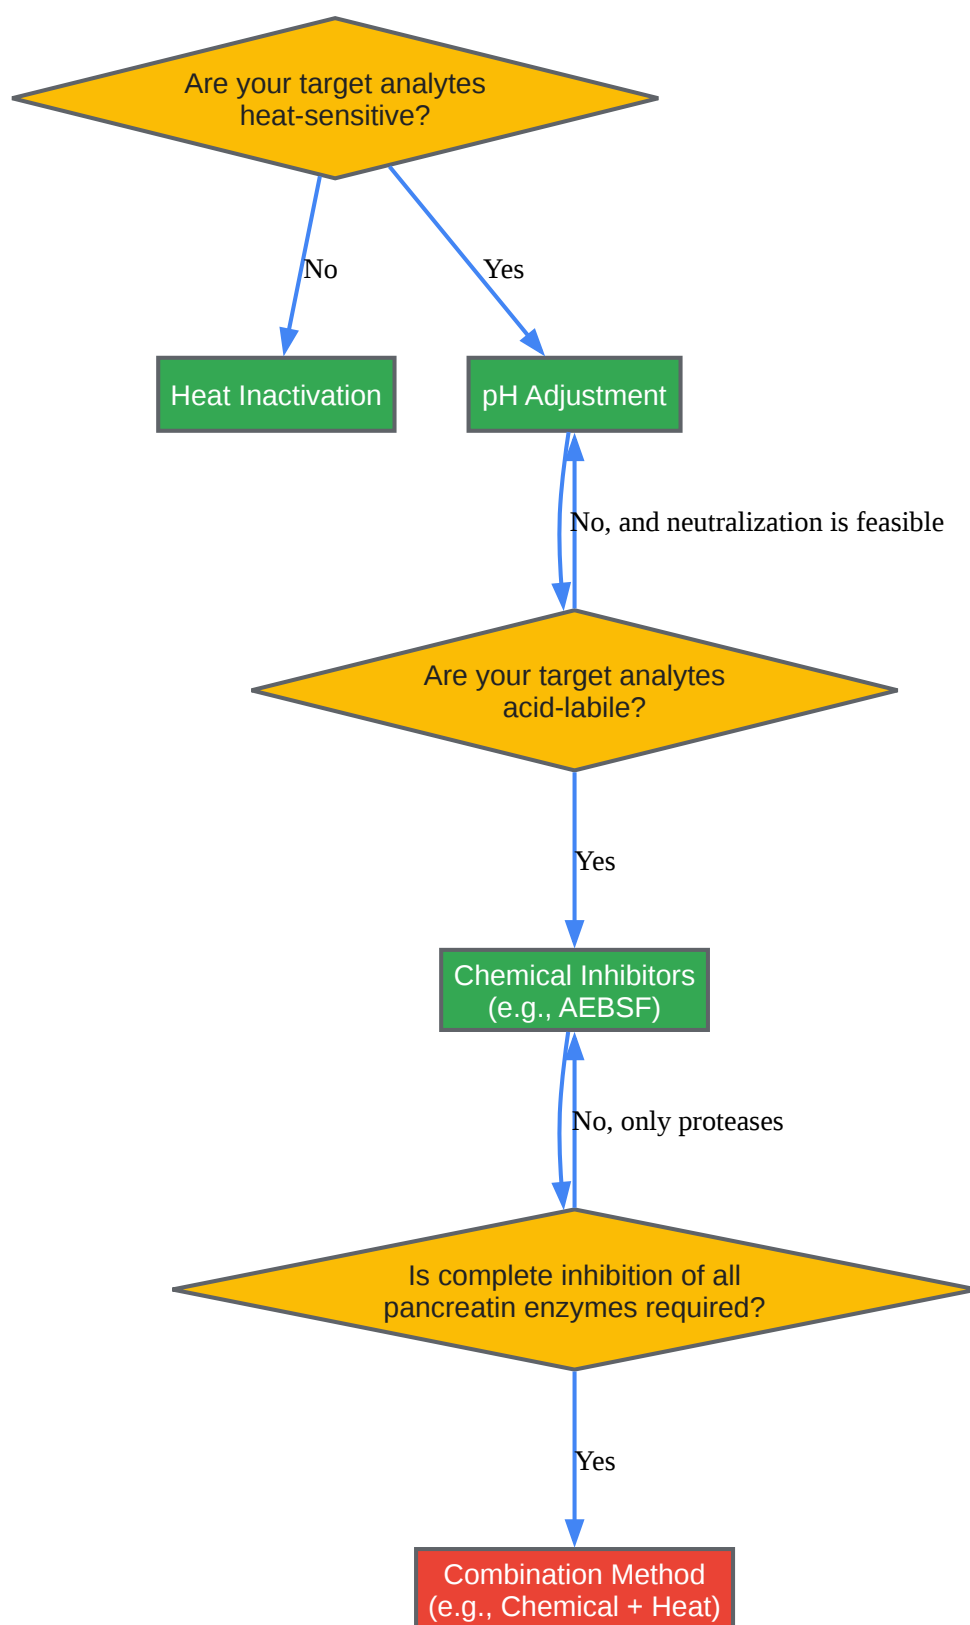 Are your target analytes
heat-sensitive?
No
Yes
Heat Inactivation
pH Adjustment
No, and neutralization is feasible
Are your target analytes
acid-labile?
Yes
Chemical Inhibitors
(e.g., AEBSF)
No, only proteases
Is complete inhibition of all
pancreatin enzymes required?
Yes
Combination Method
(e.g., Chemical + Heat)